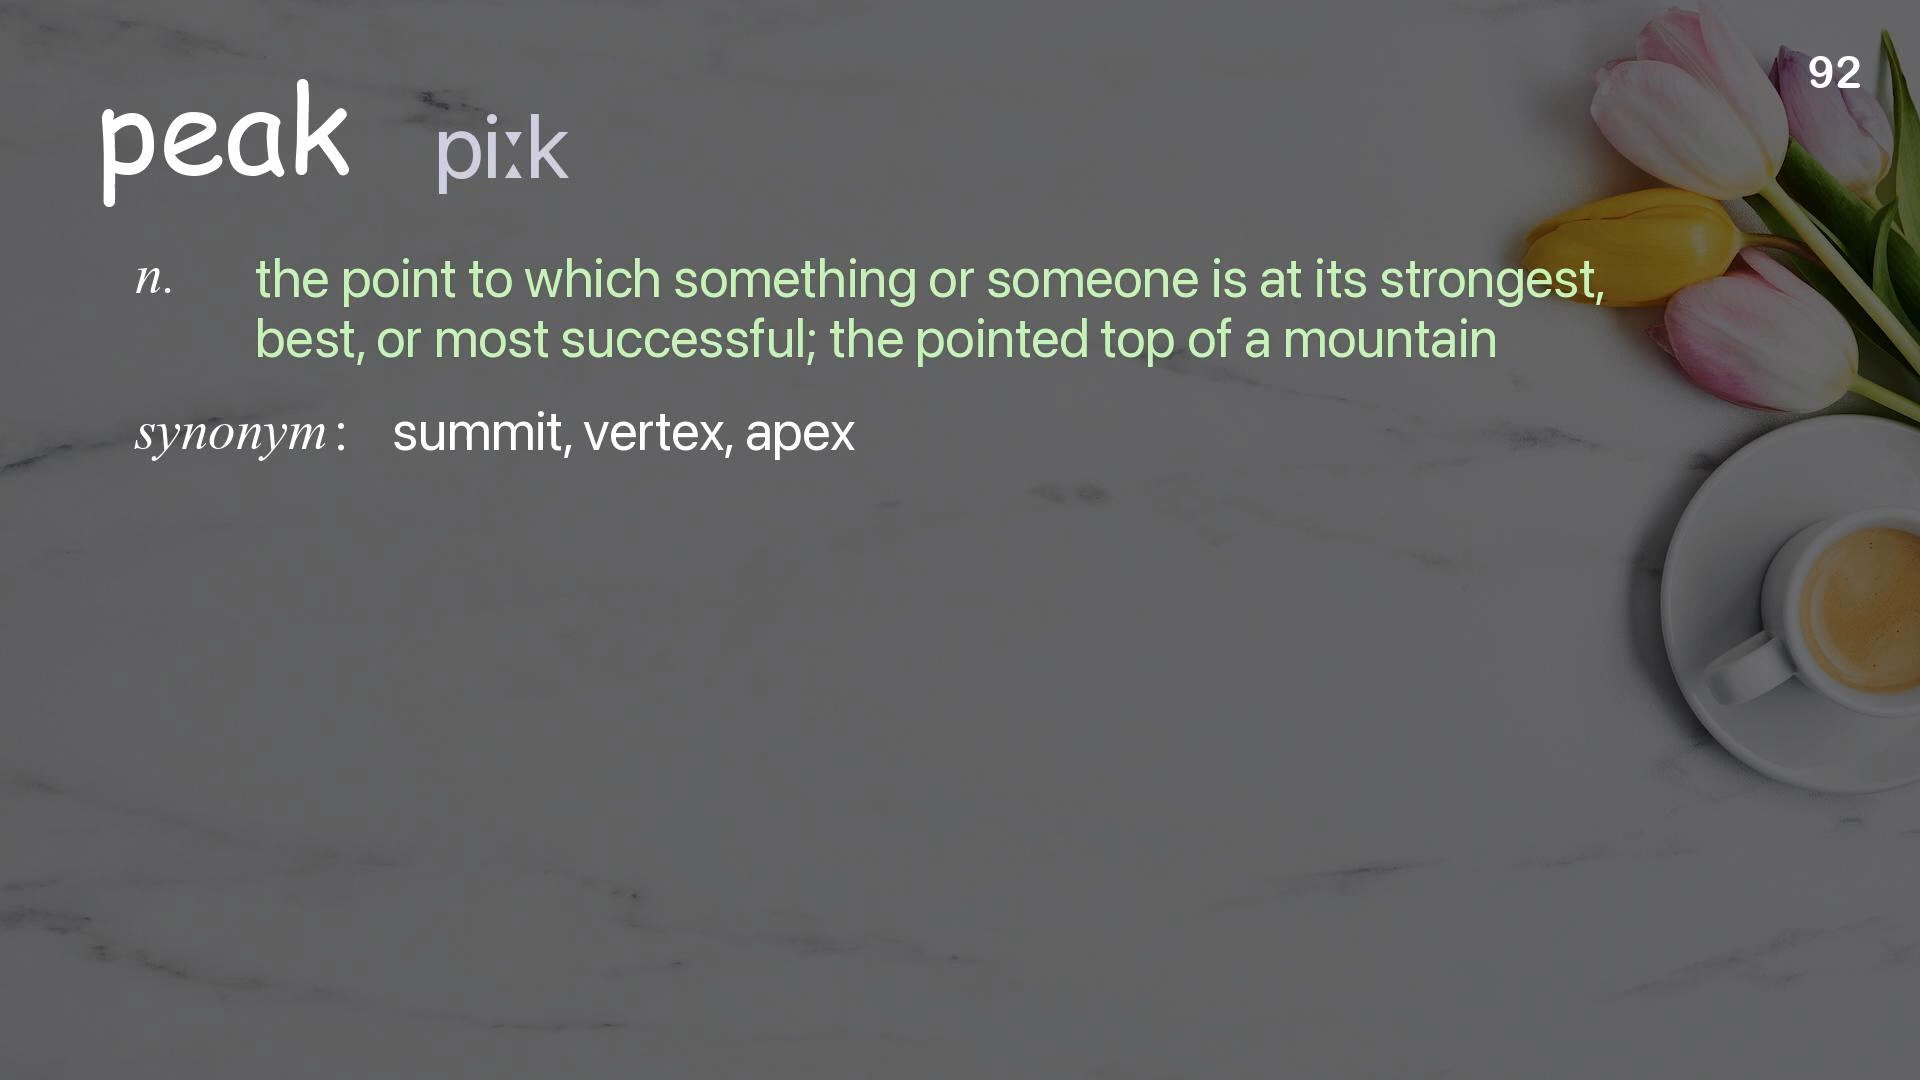 92
peak piːk
n. the point to which something or someone is at its strongest,
best, or most successful; the pointed top of a mountain
synonym: summit, vertex, apex